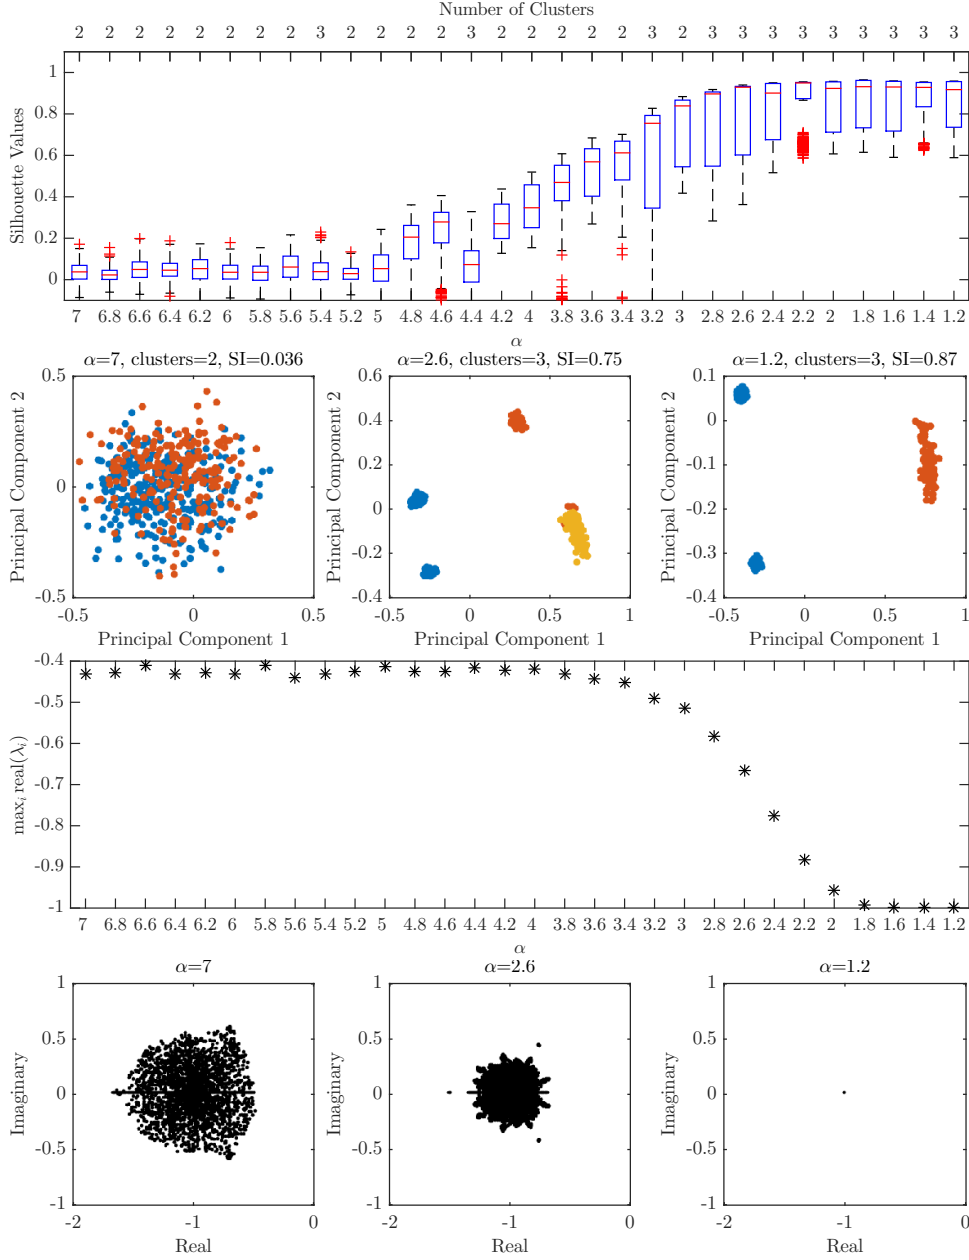 Number of Clusters
2 2 2 2 2 2 2 2 3 2 2 2 2 2 2 2 2 2 2 3 2 3 3 3 3 3 3 3 3 3
Silhouette Values
1
0.8
0.6
0.4
0.2
0
7 6.8 6.6 6.4 6.2 6 5.8 5.6 5.4 5.2 5 4.8 4.6 4.4 4.2 4 3.8 3.6 3.4 3.2 3 2.8 2.6 2.4 2.2 2 1.8 1.6 1.4 1.2
α
α=7, clusters=2, SI=0.036
Principal Component 2
0.5
0
-0.5
-0.5 0 0.5
Principal Component 1
α=2.6, clusters=3, SI=0.75
Principal Component 2
0.6
0.4
0.2
0
-0.2
-0.4
-0.5 0 0.5 1
Principal Component 1
α=1.2, clusters=3, SI=0.87
Principal Component 2
0.1
0
-0.1
-0.2
-0.3
-0.4
-0.5 0 0.5 1
Principal Component 1
max_i real(λ_i)
-0.4
-0.5
-0.6
-0.7
-0.8
-0.9
-1
7 6.8 6.6 6.4 6.2 6 5.8 5.6 5.4 5.2 5 4.8 4.6 4.4 4.2 4 3.8 3.6 3.4 3.2 3 2.8 2.6 2.4 2.2 2 1.8 1.6 1.4 1.2
α
α=7
Imaginary
1
0.5
0
-0.5
-1
-2 -1 0
Real
α=2.6
Imaginary
1
0.5
0
-0.5
-1
-2 -1 0
Real
α=1.2
Imaginary
1
0.5
0
-0.5
-1
-2 -1 0
Real